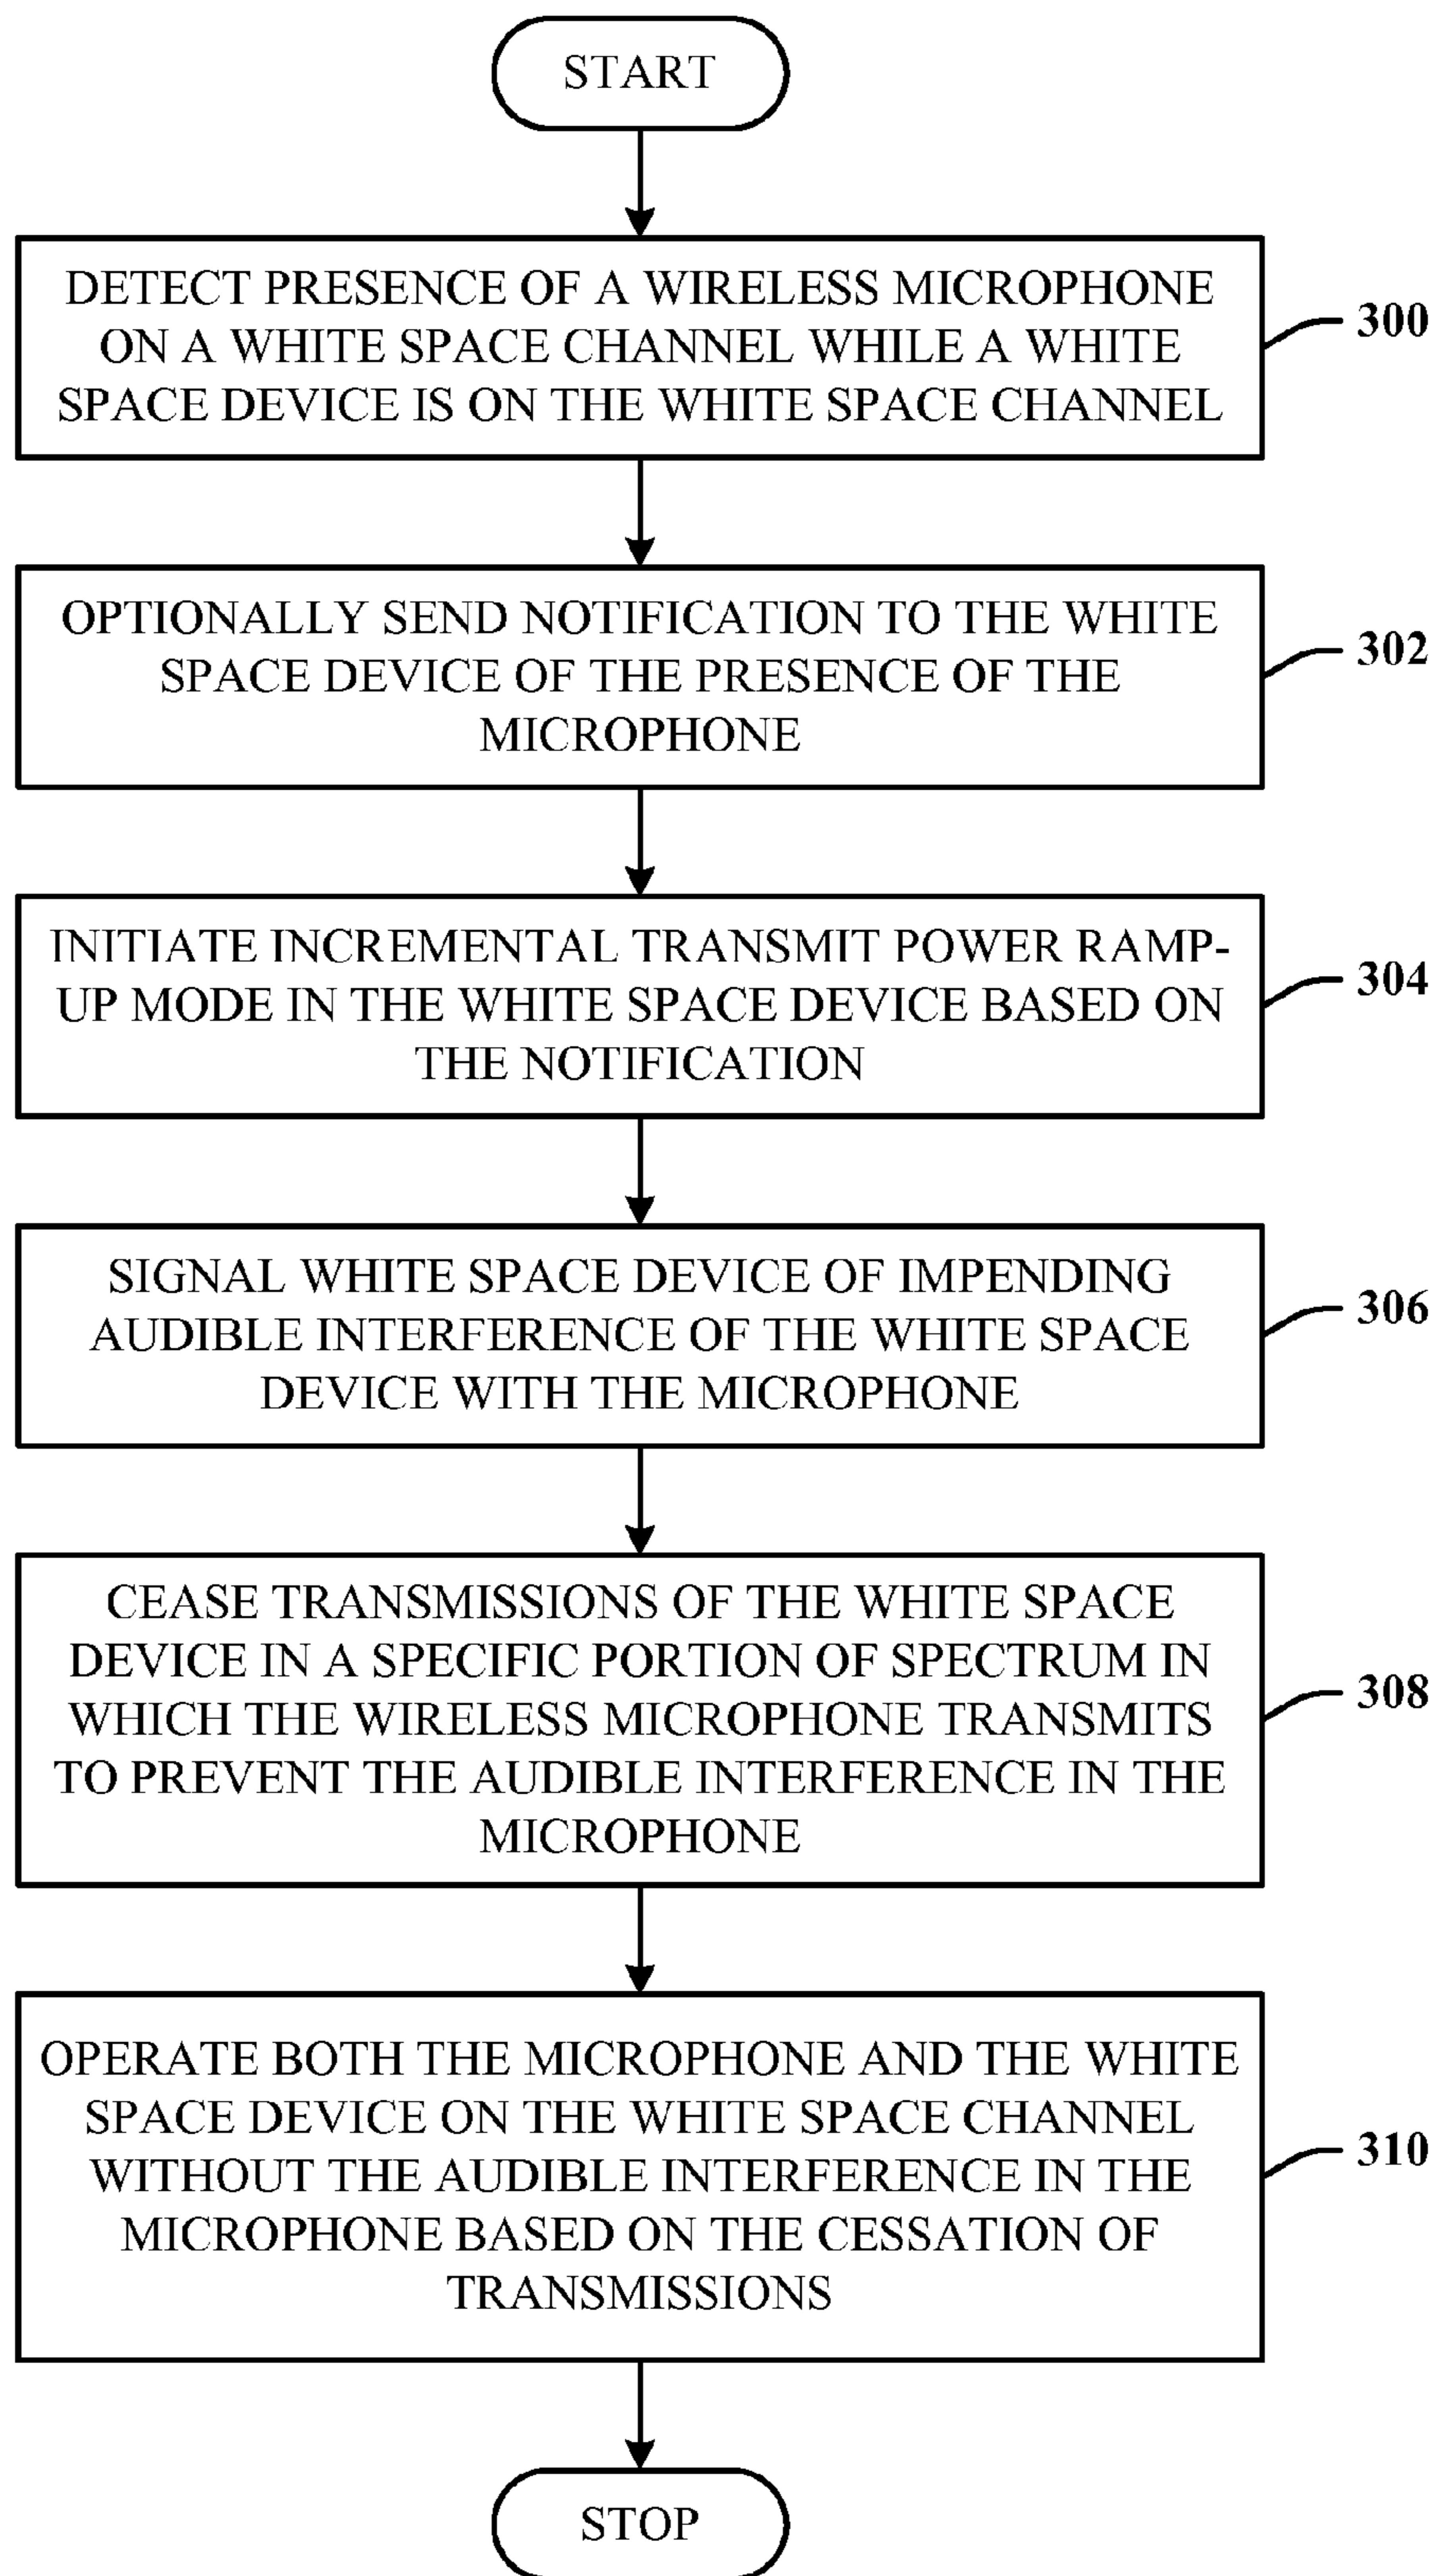 START
DETECT PRESENCE OF A WIRELESS MICROPHONE
ON A WHITE SPACE CHANNEL WHILE A WHITE
SPACE DEVICE IS ON THE WHITE SPACE CHANNEL
300
OPTIONALLY SEND NOTIFICATION TO THE WHITE
SPACE DEVICE OF THE PRESENCE OF THE
MICROPHONE
302
INITIATE INCREMENTAL TRANSMIT POWER RAMP-
UP MODE IN THE WHITE SPACE DEVICE BASED ON
THE NOTIFICATION
304
SIGNAL WHITE SPACE DEVICE OF IMPENDING
AUDIBLE INTERFERENCE OF THE WHITE SPACE
DEVICE WITH THE MICROPHONE
306
CEASE TRANSMISSIONS OF THE WHITE SPACE
DEVICE IN A SPECIFIC PORTION OF SPECTRUM IN
WHICH THE WIRELESS MICROPHONE TRANSMITS
TO PREVENT THE AUDIBLE INTERFERENCE IN THE
MICROPHONE
308
OPERATE BOTH THE MICROPHONE AND THE WHITE
SPACE DEVICE ON THE WHITE SPACE CHANNEL
WITHOUT THE AUDIBLE INTERFERENCE IN THE
MICROPHONE BASED ON THE CESSATION OF
TRANSMISSIONS
310
STOP